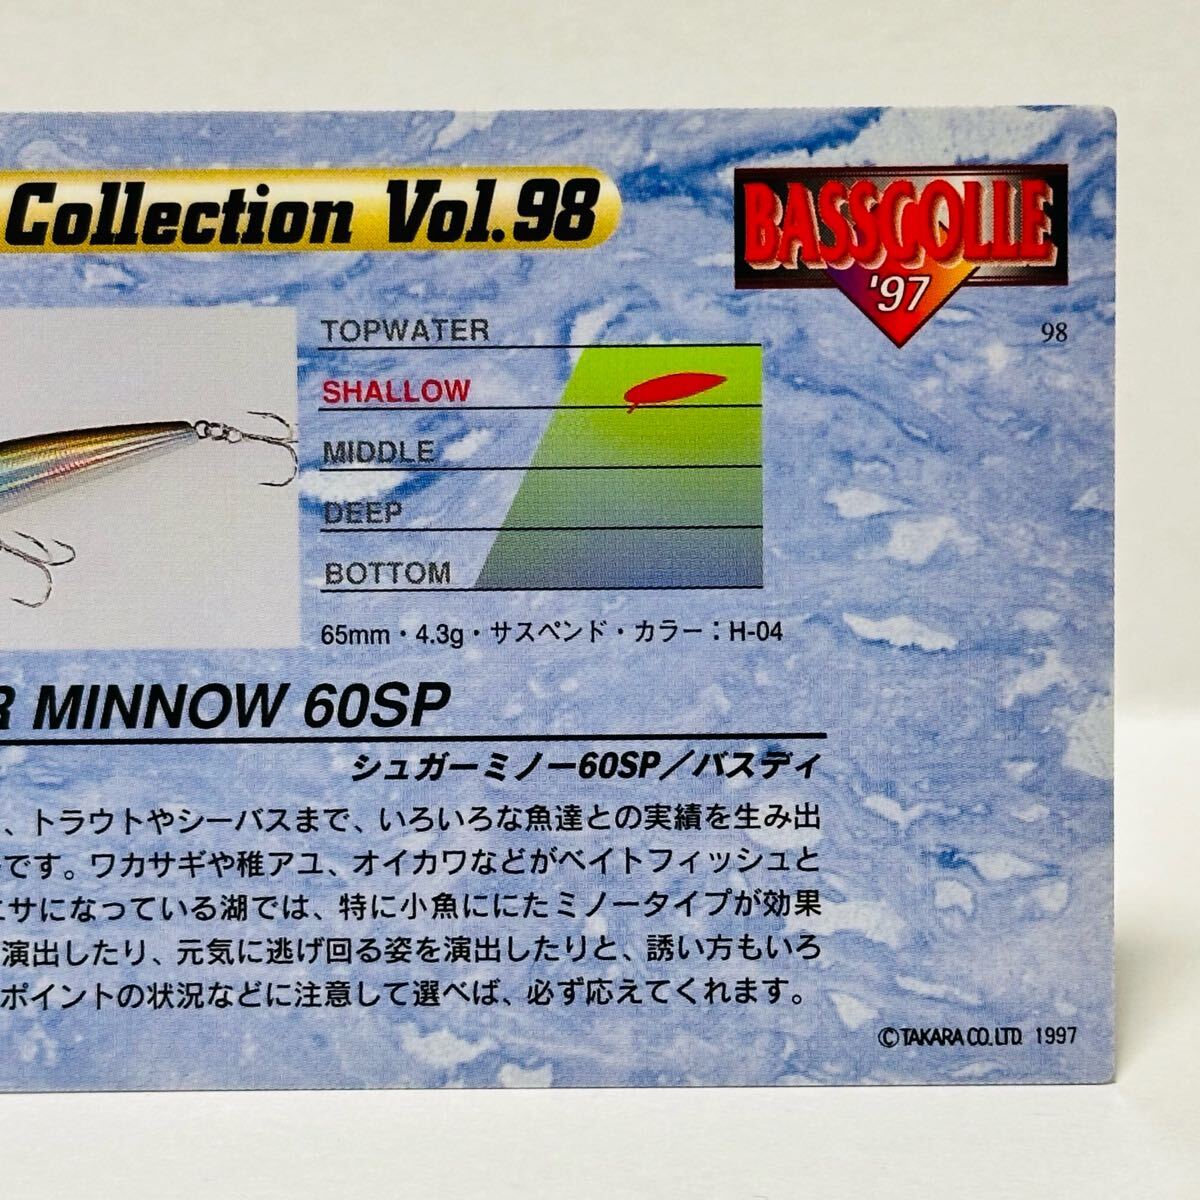 Collection Vol.98
BASSCOLLE
'97
98
TOPWATER
SHALLOW
MIDDLE
DEEP
BOTTOM
65mm・4.3g・サスペンド・カラー：H-04
R MINNOW 60SP
シュガーミノー60SP／バスディ
、トラウトやシーバスまで、いろいろな魚達との実績を生み出
です。ワカサギや稚アユ、オイカワなどがベイトフィッシュと
エサになっている湖では、特に小魚ににたミノータイプが効果
演出したり、元気に逃げ回る姿を演出したりと、誘い方もいろ
ポイントの状況などに注意して選べば、必ず応えてくれます。
©TAKARA CO.,LTD. 1997